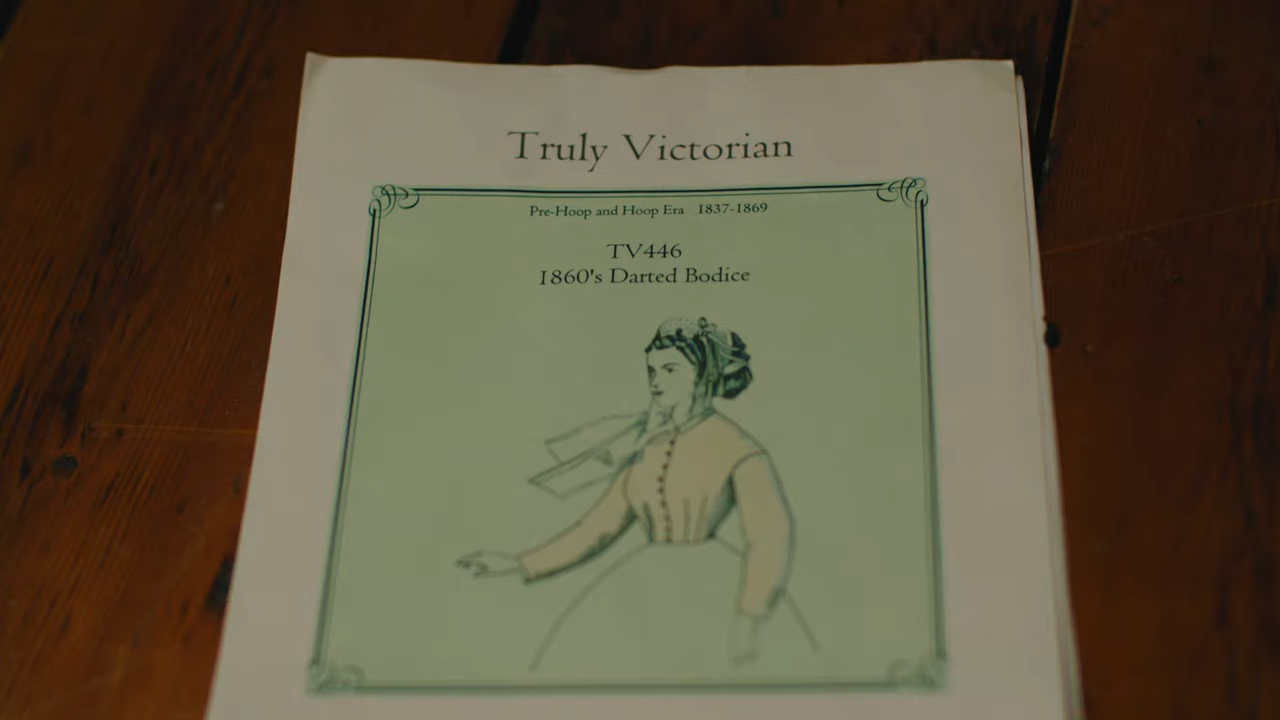 Truly Victorian
Pre-Hoop and Hoop Era 1837-1869
TV446
1860's Darted Bodice